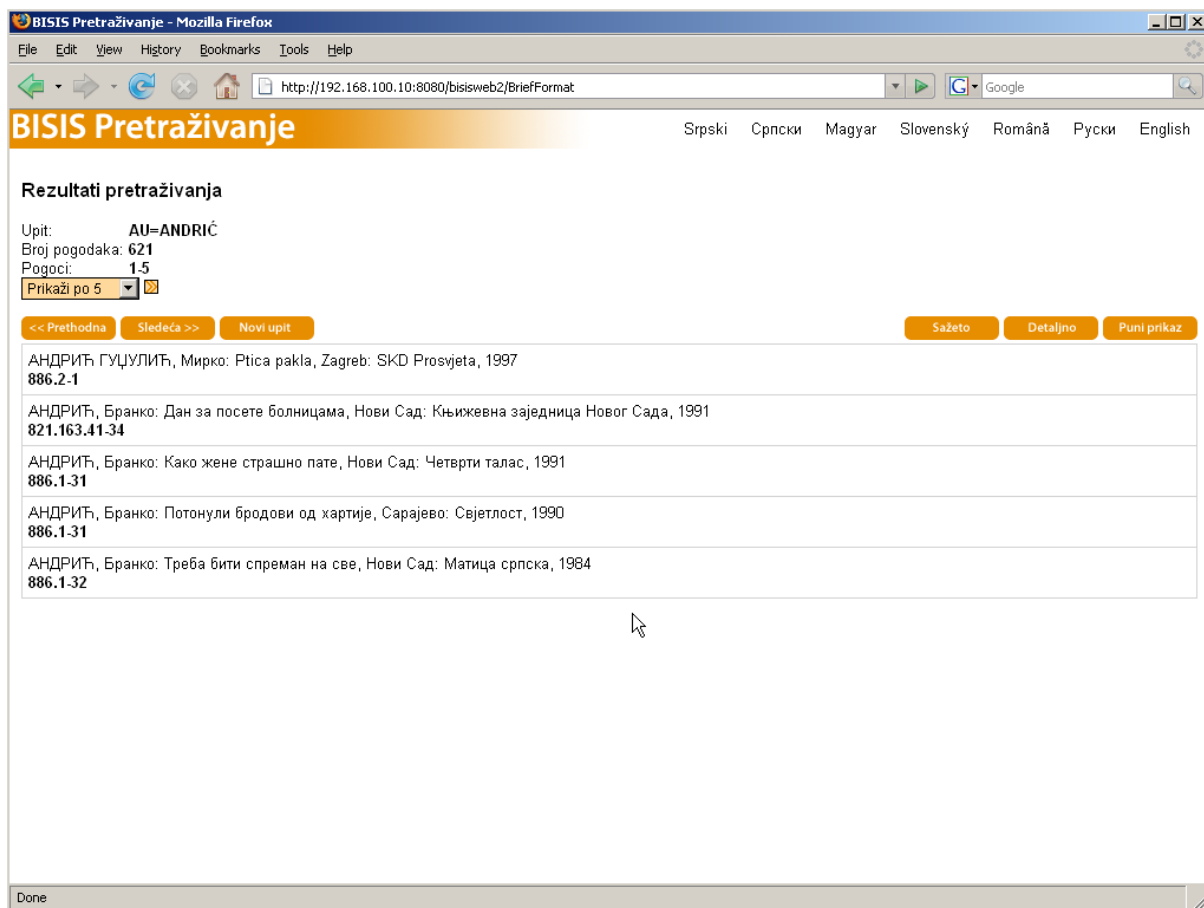 BISIS Pretraživanje - Mozilla Firefox
File Edit View History Bookmarks Tools Help
http://192.168.100.10:8080/bisisweb2/BriefFormat
G Google
BISIS Pretraživanje
Srpski Српски Magyar Slovenský Română Руски English
Rezultati pretraživanja
Upit: AU=ANDRIĆ
Broj pogodaka: 621
Pogoci: 1-5
Prikaži po 5
<< Prethodna Sledeća >> Novi upit Sažeto Detaljno Puni prikaz
АНДРИЋ ГУЏУЛИЋ, Мирко: Ptica pakla, Zagreb: SKD Prosvjeta, 1997
886.2-1
АНДРИЋ, Бранко: Дан за посете болницама, Нови Сад: Књижевна заједница Новог Сада, 1991
821.163.41-34
АНДРИЋ, Бранко: Како жене страшно пате, Нови Сад: Четврти талас, 1991
886.1-31
АНДРИЋ, Бранко: Потонули бродови од хартије, Сарајево: Свјетлост, 1990
886.1-31
АНДРИЋ, Бранко: Треба бити спреман на све, Нови Сад: Матица српска, 1984
886.1-32
Done